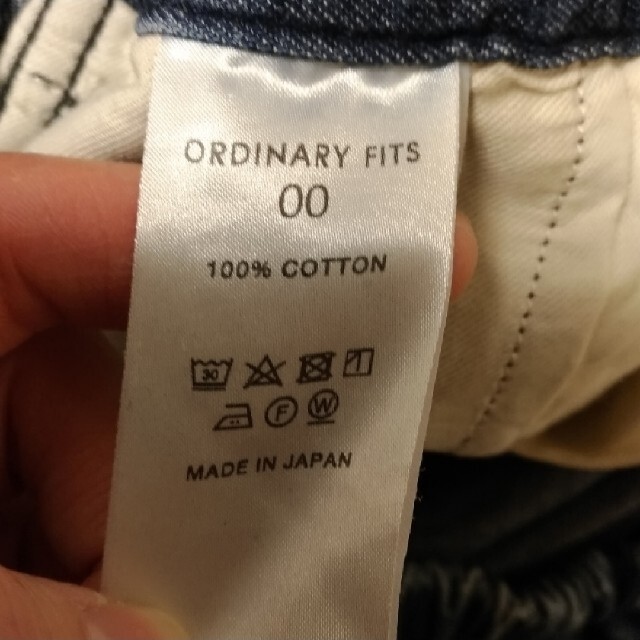 ORDINARY FITS
00
100% COTTON
30
F W
MADE IN JAPAN